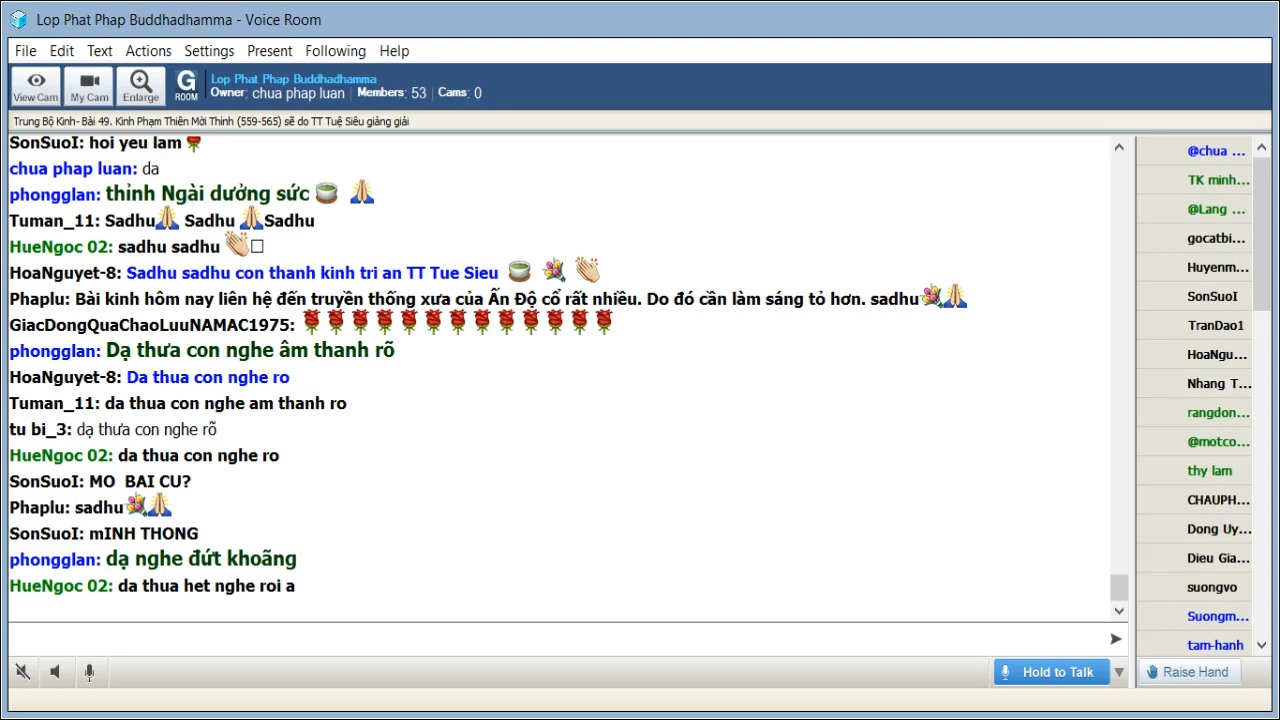 Lop Phat Phap Buddhadhamma - Voice Room
File Edit Text Actions Settings Present Following Help
View Cam My Cam Enlarge G ROOM Lop Phat Phap Buddhadhamma
Owner: chua phap luan Members: 53 Cams: 0
Trung Bộ Kinh- Bài 49. Kinh Phạm Thiên Mời Thỉnh (559-565) sẽ do TT Tuệ Siêu giảng giải
SonSuoI: hoi yeu lam
chua phap luan: da
phongglan: thỉnh Ngài dưởng sức
Tuman_11: Sadhu Sadhu Sadhu
HueNgoc 02: sadhu sadhu
HoaNguyet-8: Sadhu sadhu con thanh kinh tri an TT Tue Sieu
Phaplu: Bài kinh hôm nay liên hệ đến truyền thống xưa của Ấn Độ cổ rất nhiều. Do đó cần làm sáng tỏ hơn. sadhu
GiacDongQuaChaoLuuNAMAC1975:
phongglan: Dạ thưa con nghe âm thanh rõ
HoaNguyet-8: Da thua con nghe ro
Tuman_11: da thua con nghe am thanh ro
tu bi_3: dạ thưa con nghe rõ
HueNgoc 02: da thua con nghe ro
SonSuoI: MO BAI CU?
Phaplu: sadhu
SonSuoI: mINH THONG
phongglan: dạ nghe đứt khoãng
HueNgoc 02: da thua het nghe roi a
@chua ...
TK minh...
@Lang ...
gocatbi...
Huyenm...
SonSuoI
TranDao1
HoaNgu...
Nhang T...
rangdon...
@motco...
thy lam
CHAUPH...
Dong Uy...
Dieu Gia...
suongvo
Suongm...
tam-hanh
Hold to Talk
Raise Hand